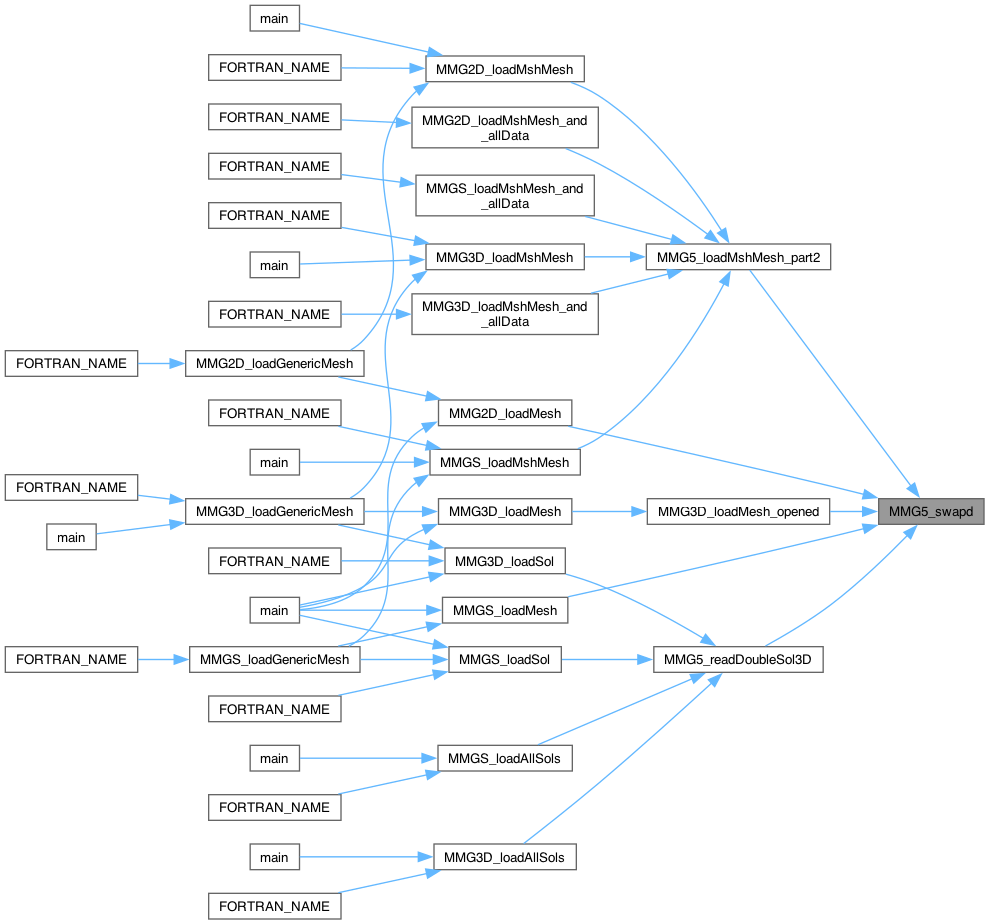 main
FORTRAN_NAME
MMG2D_loadMshMesh
FORTRAN_NAME
MMG2D_loadMshMesh_and
_allData
FORTRAN_NAME
MMGS_loadMshMesh_and
_allData
FORTRAN_NAME
main
MMG3D_loadMshMesh
MMG5_loadMshMesh_part2
FORTRAN_NAME
MMG3D_loadMshMesh_and
_allData
FORTRAN_NAME
MMG2D_loadGenericMesh
FORTRAN_NAME
MMG2D_loadMesh
main
MMGS_loadMshMesh
FORTRAN_NAME
main
MMG3D_loadGenericMesh
MMG3D_loadMesh
MMG3D_loadMesh_opened
MMG5_swapd
FORTRAN_NAME
MMG3D_loadSol
main
MMGS_loadMesh
FORTRAN_NAME
MMGS_loadGenericMesh
MMGS_loadSol
MMG5_readDoubleSol3D
FORTRAN_NAME
main
MMGS_loadAllSols
FORTRAN_NAME
main
MMG3D_loadAllSols
FORTRAN_NAME